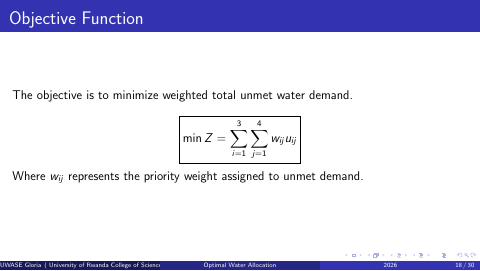 Objective Function
The objective is to minimize weighted total unmet water demand.
min Z = ∑_{i=1}^{3} ∑_{j=1}^{4} w_{ij} u_{ij}
Where w_{ij} represents the priority weight assigned to unmet demand.
UWASE Gloria ( University of Rwanda College of Science Optimal Water Allocation 2026 18 / 30